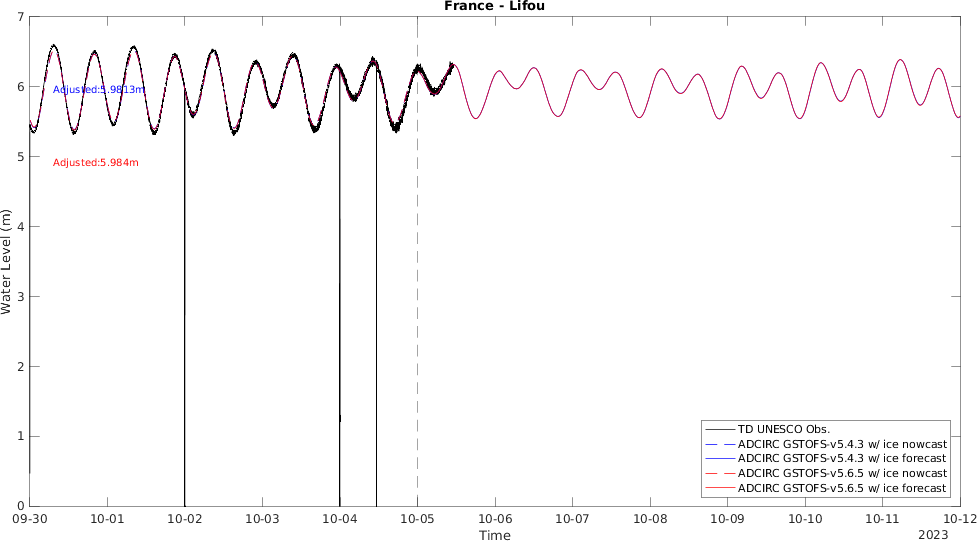 France - Lifou
7
6
5
4
3
2
1
0
Water Level (m)
Adjusted:5.9813m
Adjusted:5.984m
TD UNESCO Obs.
ADCIRC GSTOFS-v5.4.3 w/ ice nowcast
ADCIRC GSTOFS-v5.4.3 w/ ice forecast
ADCIRC GSTOFS-v5.6.5 w/ ice nowcast
ADCIRC GSTOFS-v5.6.5 w/ ice forecast
09-30 10-01 10-02 10-03 10-04 10-05 10-06 10-07 10-08 10-09 10-10 10-11 10-12
Time
2023